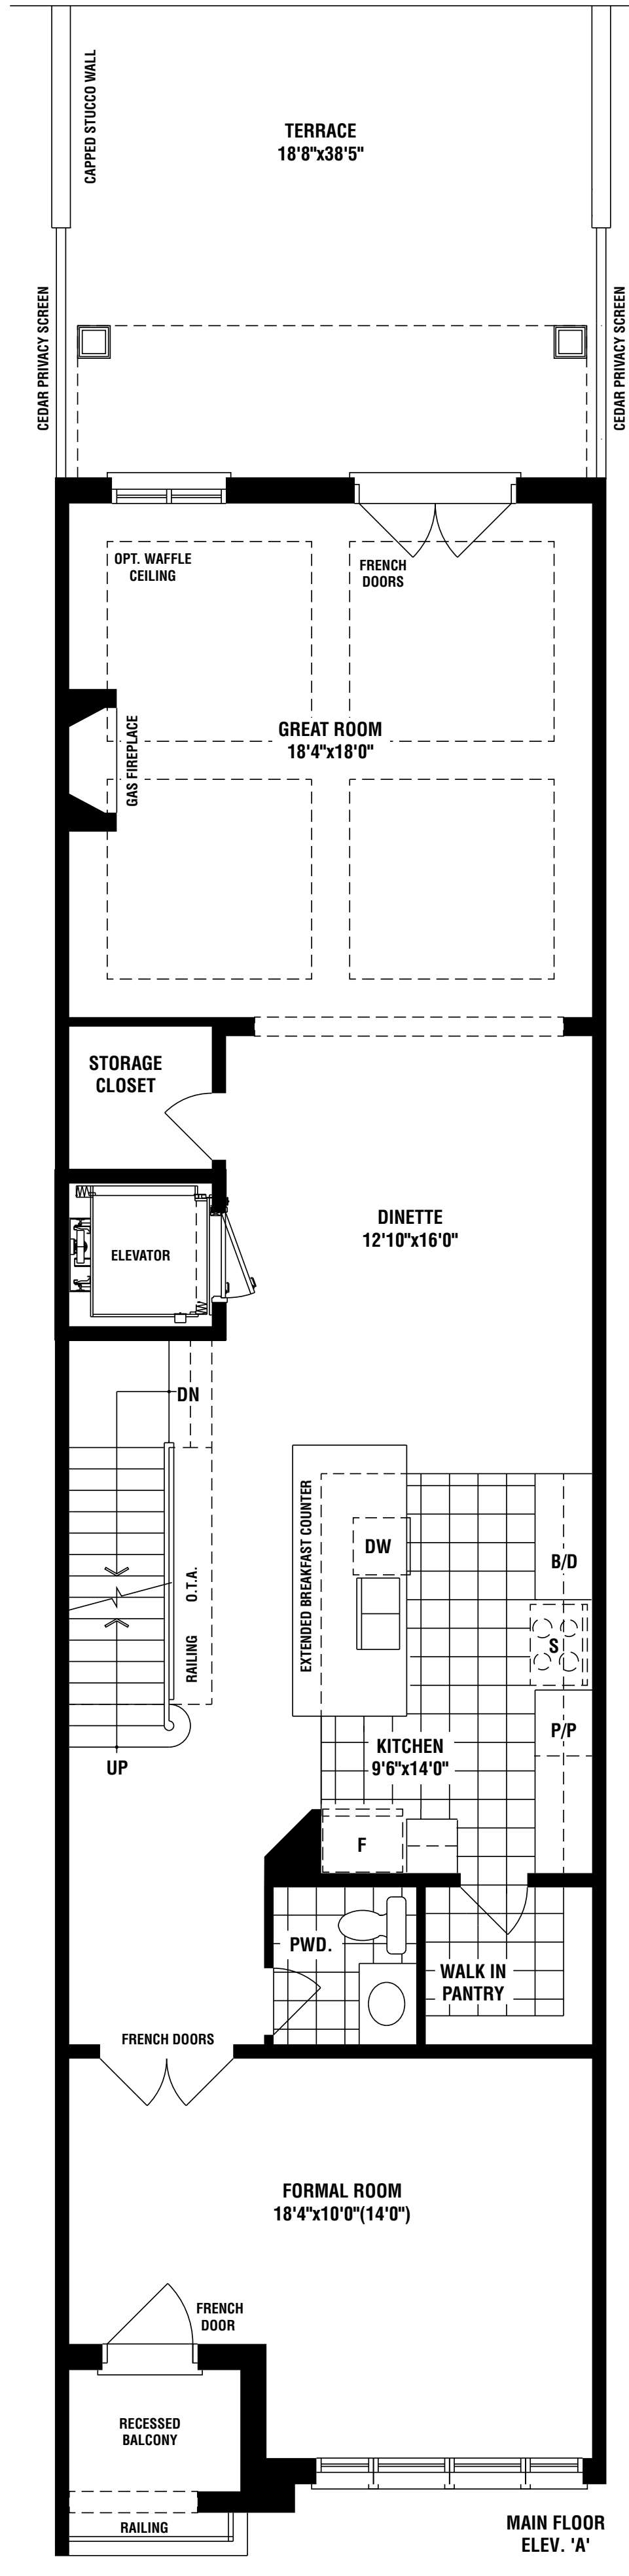 CAPPED STUCCO WALL
TERRACE
18'8"x38'5"
CEDAR PRIVACY SCREEN
CEDAR PRIVACY SCREEN
OPT. WAFFLE
CEILING
FRENCH
DOORS
GAS FIREPLACE
GREAT ROOM
18'4"x18'0"
STORAGE
CLOSET
DINETTE
12'10"x16'0"
ELEVATOR
DN
EXTENDED BREAKFAST COUNTER
DW
B/D
RAILING O.T.A.
S
P/P
KITCHEN
9'6"x14'0"
UP
F
PWD.
WALK IN
PANTRY
FRENCH DOORS
FORMAL ROOM
18'4"x10'0"(14'0")
FRENCH
DOOR
RECESSED
BALCONY
RAILING
MAIN FLOOR
ELEV. 'A'